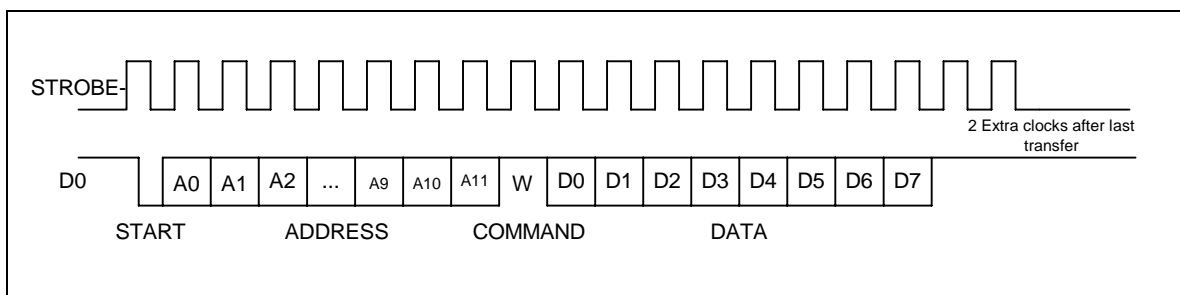 STROBE-
2 Extra clocks after last
transfer
D0 A0 A1 A2 ... A9 A10 A11 W D0 D1 D2 D3 D4 D5 D6 D7
START ADDRESS COMMAND DATA